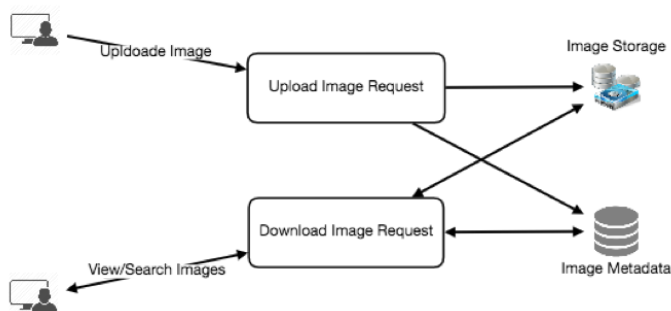 Image Storage
Upldoade Image
Upload Image Request
Download Image Request
View/Search Images
Image Metadata